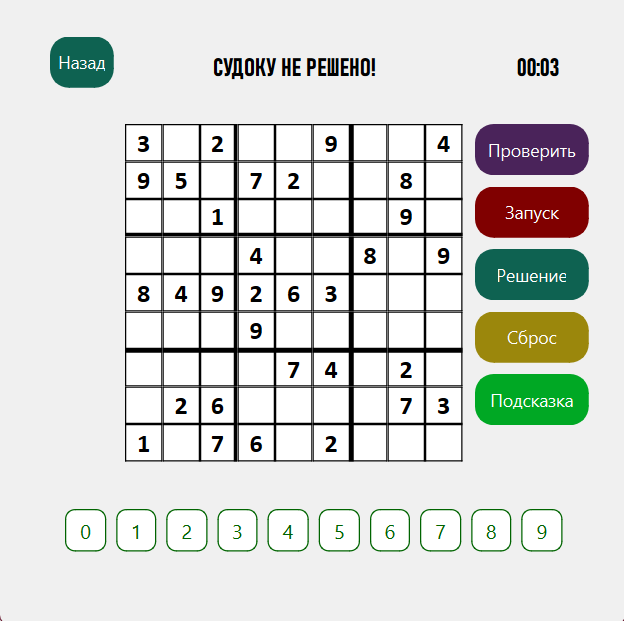 Назад СУДОКУ НЕ РЕШЕНО! 00:03
3 2 9 4
Проверить
9 5 7 2 8
Запуск
1 9
4 8 9
Решение
8 4 9 2 6 3
9
Сброс
7 4 2
2 6 7 3
Подсказка
1 7 6 2
0 1 2 3 4 5 6 7 8 9